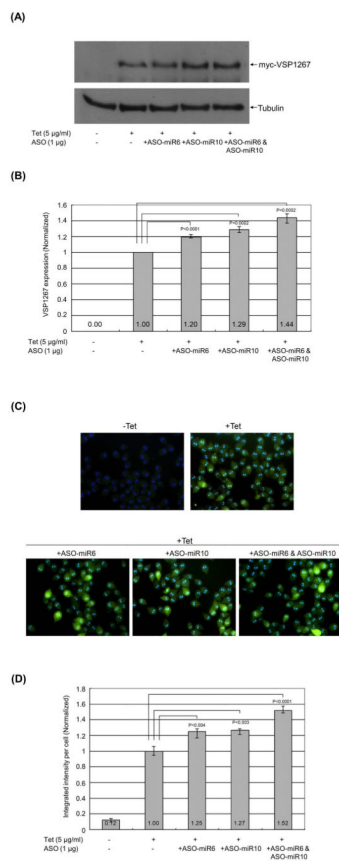 (A)
myc-VSP1267
Tubulin
Tet (5 µg/ml) - + + + +
ASO (1 µg) - - +ASO-miR6 +ASO-miR10 +ASO-miR6 &
ASO-miR10
(B)
VSP1267 expression (Normalized)
1.6
1.4
1.2
1
0.8
0.6
0.4
0.2
0
P<0.0001
P<0.0002
P<0.0002
0.00 1.00 1.20 1.29 1.44
Tet (5 µg/ml) - + + + +
ASO (1 µg) - - +ASO-miR6 +ASO-miR10 +ASO-miR6 &
ASO-miR10
(C)
-Tet +Tet
+Tet
+ASO-miR6 +ASO-miR10 +ASO-miR6 & ASO-miR10
(D)
Integrated intensity per cell (Normalized)
1.8
1.6
1.4
1.2
1
0.8
0.6
0.4
0.2
0
P<0.004
P<0.003
P<0.0001
0.12 1.00 1.25 1.27 1.52
Tet (5 µg/ml) - + + + +
ASO (1 µg) - - +ASO-miR6 +ASO-miR10 +ASO-miR6 &
ASO-miR10